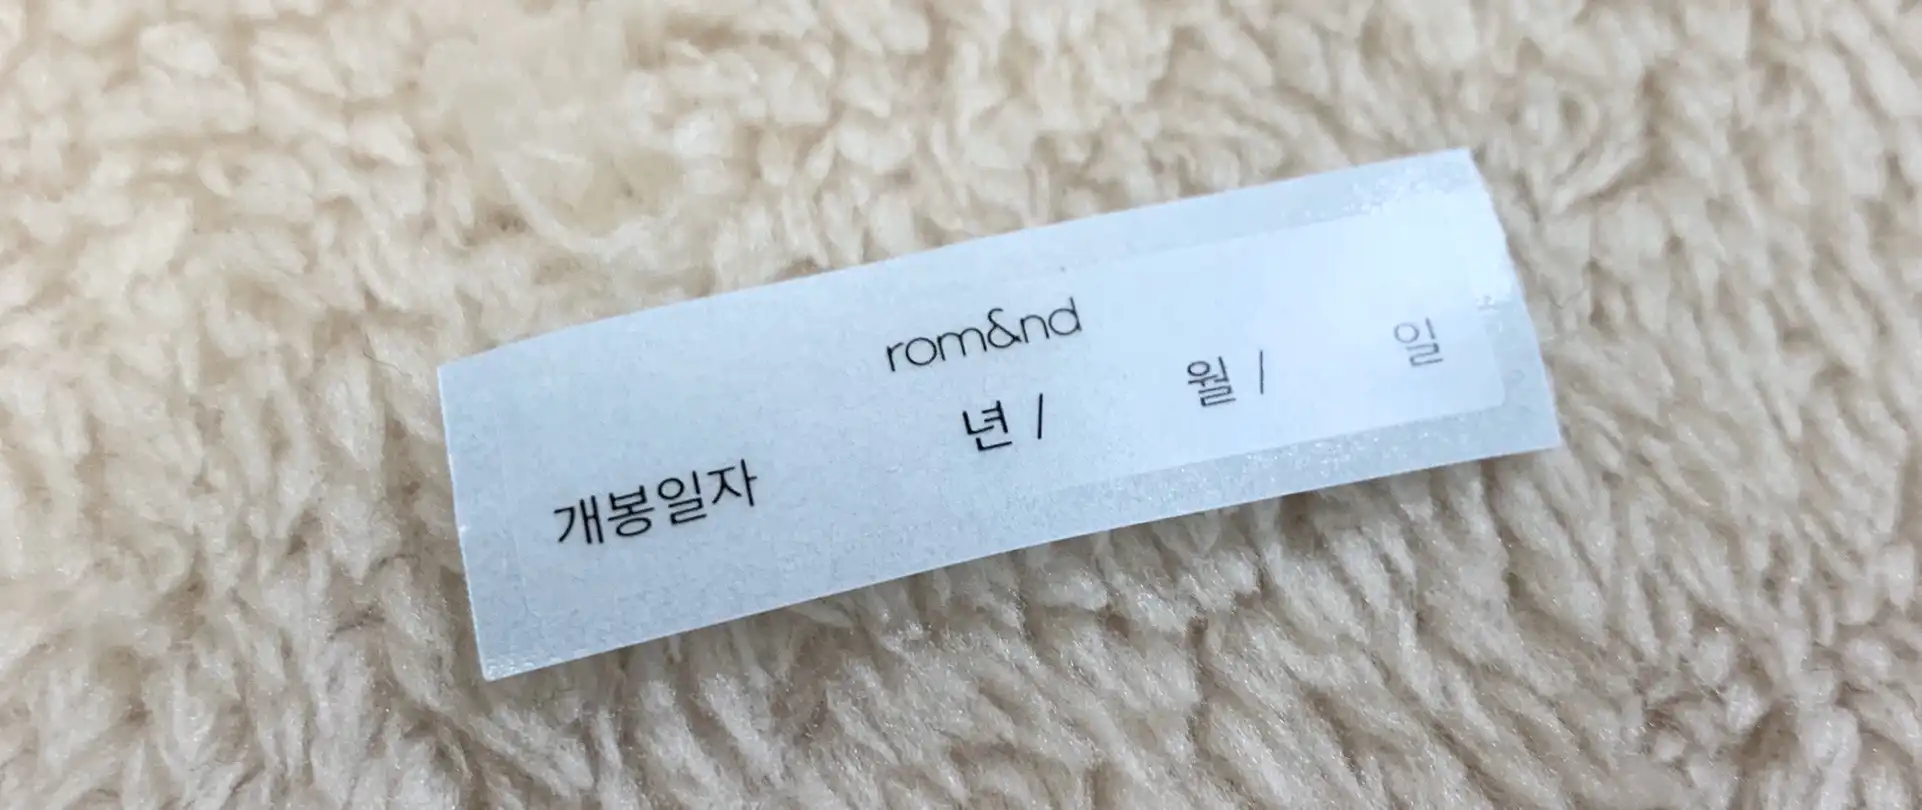 rom&nd
개봉일자 년 / 월 / 일